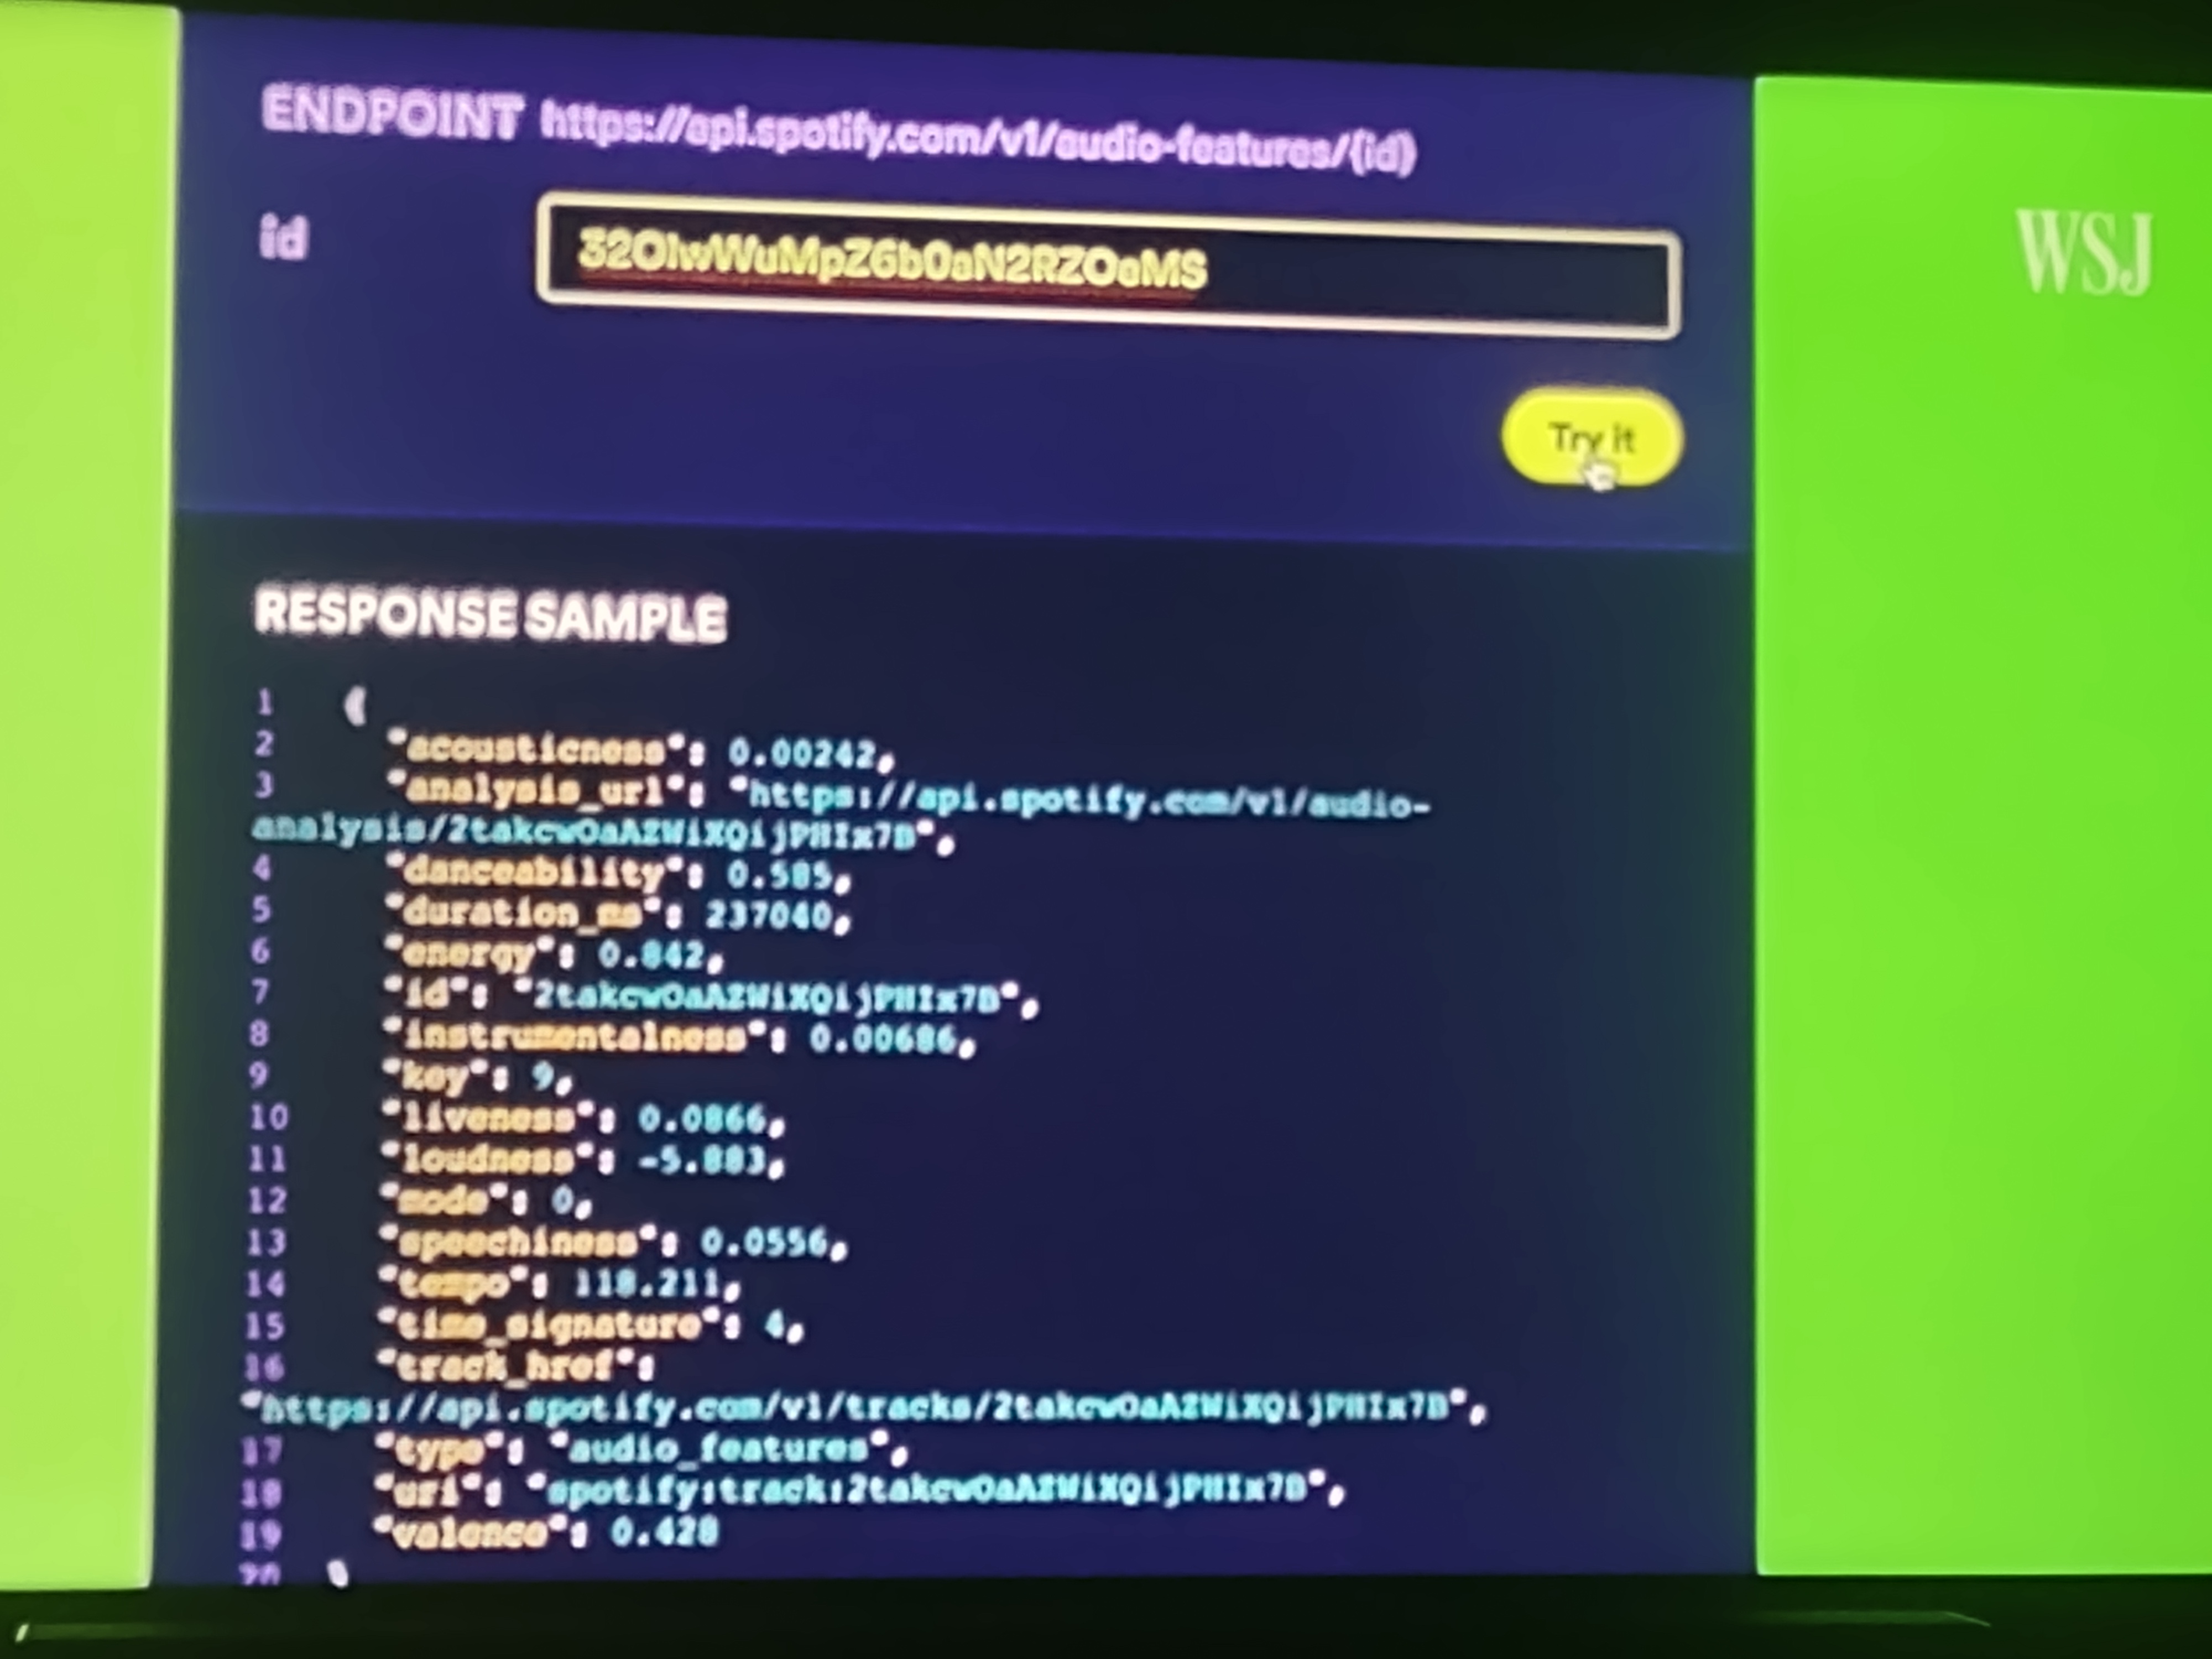 ENDPOINT https://api.spotify.com/v1/audio-features/{id}
id
32OlwWuMpZ6b0aN2RZOeMS
WSJ
Try it
RESPONSE SAMPLE
1 {
2 "acousticness": 0.00242,
3 "analysis_url": "https://api.spotify.com/v1/audio-
analysis/2takcwOaAZWiXQijPHIx7B",
4 "danceability": 0.585,
5 "duration_ms": 237040,
6 "energy": 0.842,
7 "id": "2takcwOaAZWiXQijPHIx7B",
8 "instrumentalness": 0.00686,
9 "key": 9,
10 "liveness": 0.0866,
11 "loudness": -5.883,
12 "mode": 0,
13 "speechiness": 0.0556,
14 "tempo": 118.211,
15 "time_signature": 4,
16 "track_href":
"https://api.spotify.com/v1/tracks/2takcwOaAZWiXQijPHIx7B",
17 "type": "audio_features",
18 "uri": "spotify:track:2takcwOaAZWiXQijPHIx7B",
19 "valence": 0.428
20 }